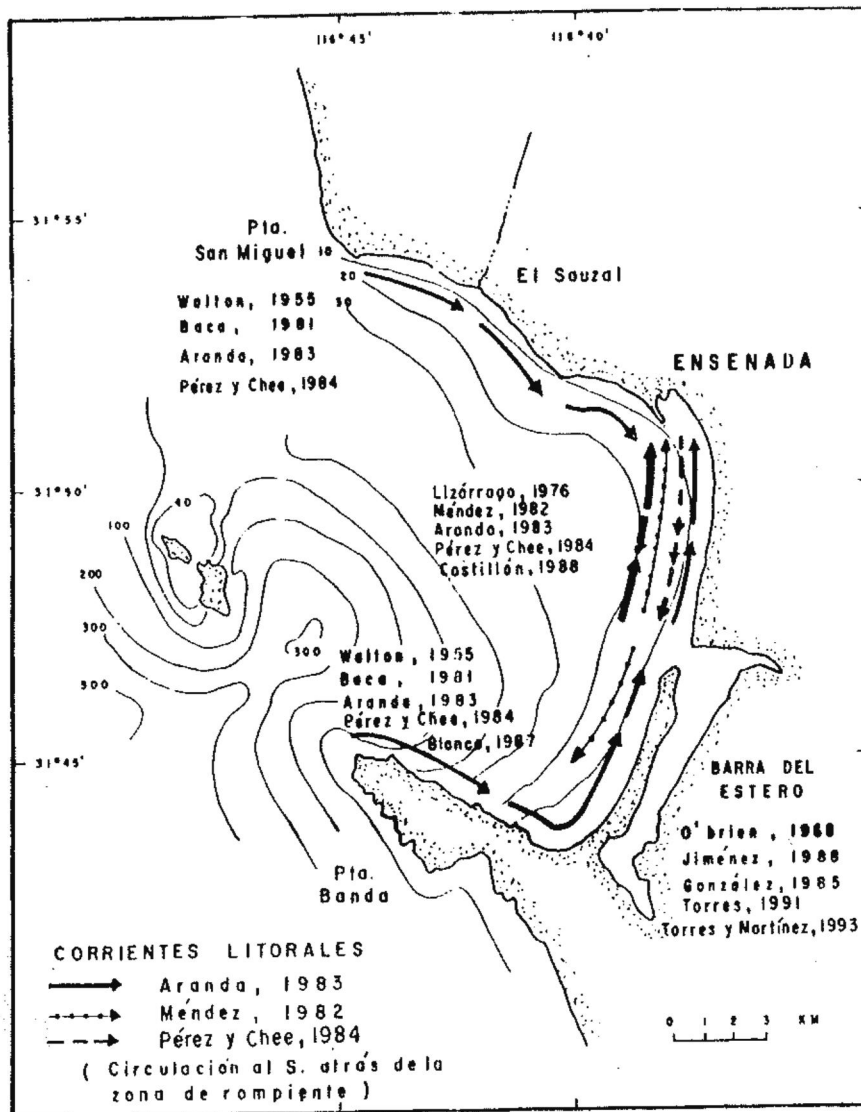 116°45'
116°40'
31°55'
Pta.
San Miguel
10
20
50
El Sauzal
Walton, 1955
Baca, 1981
Aranda, 1983
Pérez y Chee, 1984
ENSENADA
31°50'
40
100
200
300
500
Lizárraga, 1976
Méndez, 1982
Aranda, 1983
Pérez y Chee, 1984
Castillón, 1988
300
Walton, 1955
Baca, 1981
Aranda, 1983
Pérez y Chee, 1984
Blanco, 1987
31°45'
BARRA DEL
ESTERO
O'brien, 1968
Jiménez, 1988
González, 1985
Torres, 1991
Torres y Martínez, 1993
Pta.
Banda
CORRIENTES LITORALES
Aranda, 1983
Méndez, 1982
Pérez y Chee, 1984
( Circulación al S. atrás de la
zona de rompiente )
0 1 2 3 KM